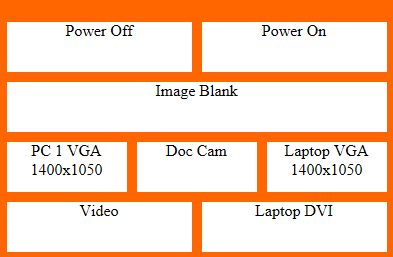 Power Off
Power On
Image Blank
PC 1 VGA
1400x1050
Doc Cam
Laptop VGA
1400x1050
Video
Laptop DVI